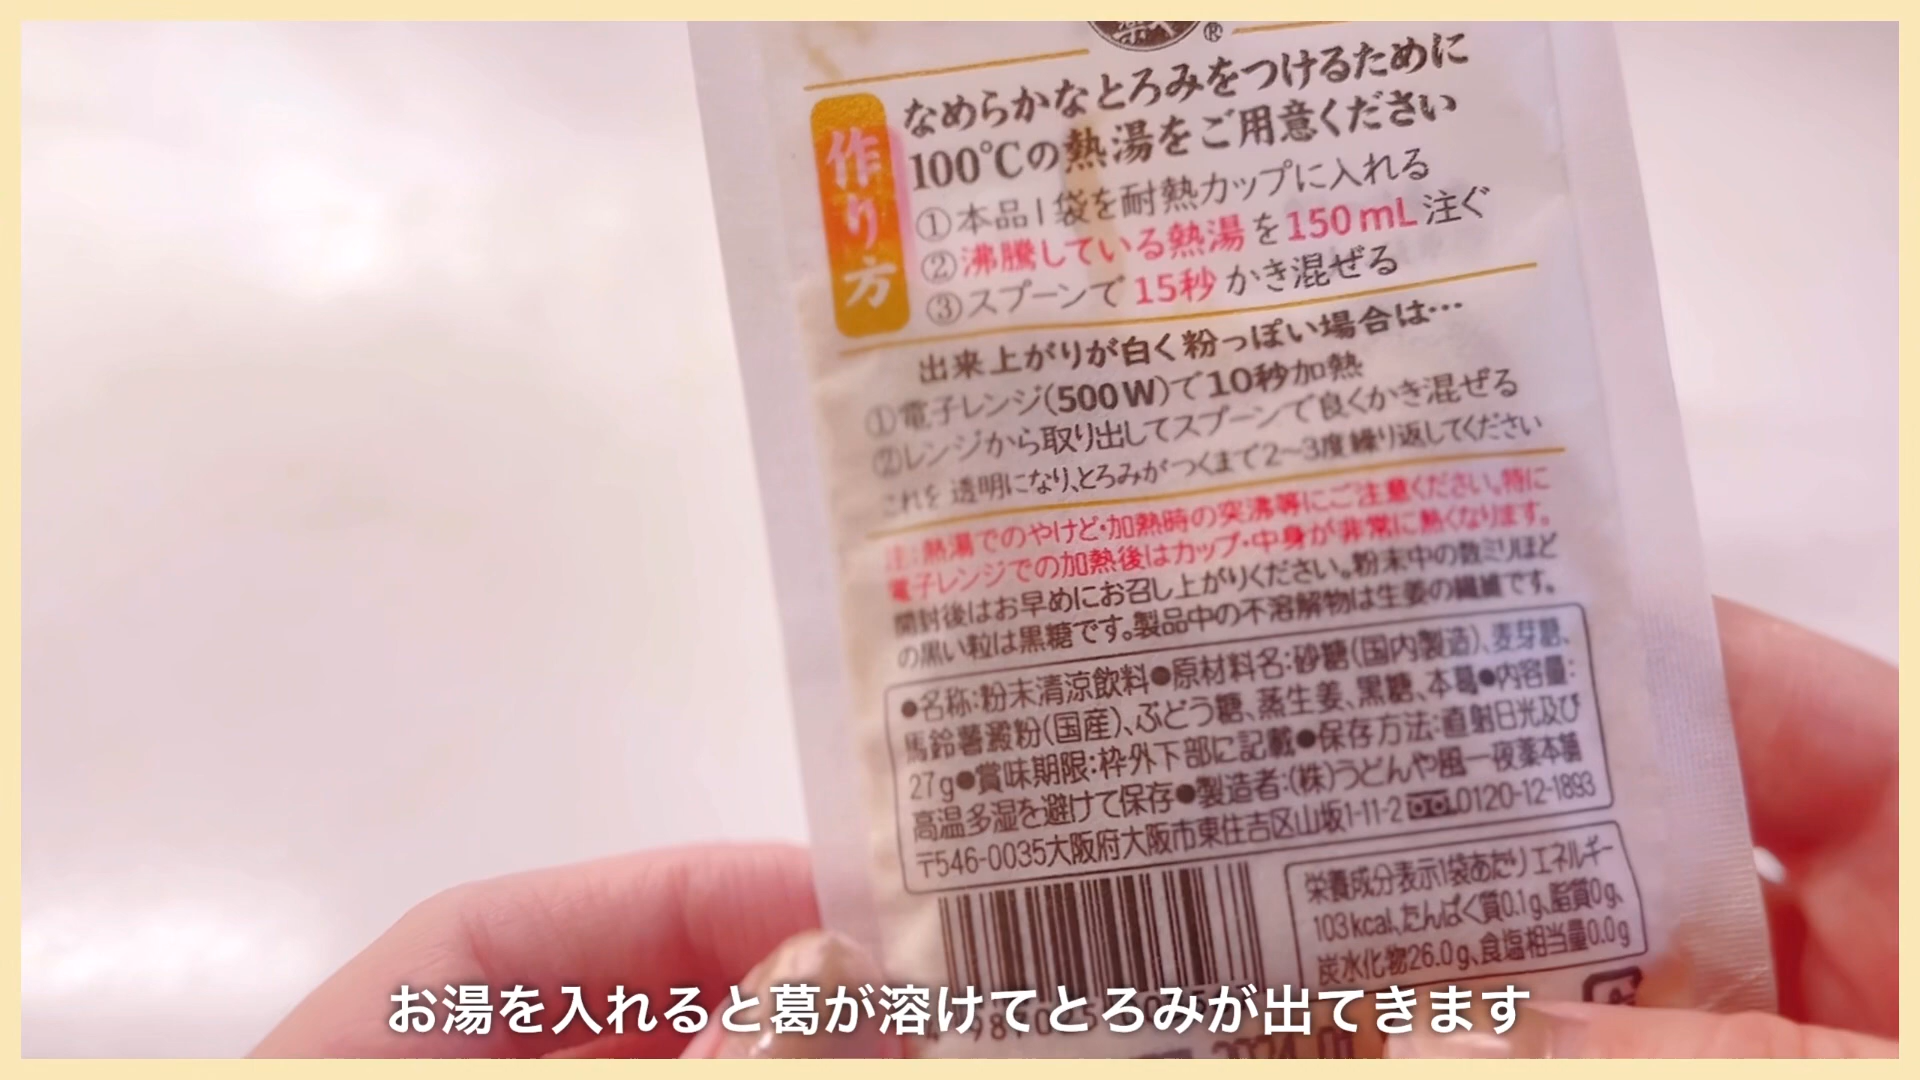 ®
作り方
なめらかなとろみをつけるために
100℃の熱湯をご用意ください
①本品1袋を耐熱カップに入れる
②沸騰している熱湯を150mL注ぐ
③スプーンで15秒かき混ぜる
出来上がりが白く粉っぽい場合は…
①電子レンジ(500W)で10秒加熱
②レンジから取り出してスプーンで良くかき混ぜる
これを透明になり、とろみがつくまで2~3度繰り返してください
注:熱湯でのやけど・加熱時の突沸等にご注意ください。特に
電子レンジでの加熱後はカップ・中身が非常に熱くなります。
開封後はお早めにお召し上がりください。粉末中の数ミリほど
の黒い粒は黒糖です。製品中の不溶解物は生姜の繊維です。
●名称:粉末清涼飲料●原材料名:砂糖(国内製造)、麦芽糖、
馬鈴薯澱粉(国産)、ぶどう糖、蒸生姜、黒糖、本葛●内容量:
27g●賞味期限:枠外下部に記載●保存方法:直射日光及び
高温多湿を避けて保存●製造者:(株)うどんや風一夜薬本舗
〒546-0035大阪府大阪市東住吉区山坂1-11-2 0120-12-1893
栄養成分表示1袋あたり エネルギー
103kcal、たんぱく質0.1g、脂質0g、
炭水化物26.0g、食塩相当量0.0g
お湯を入れると葛が溶けてとろみが出てきます